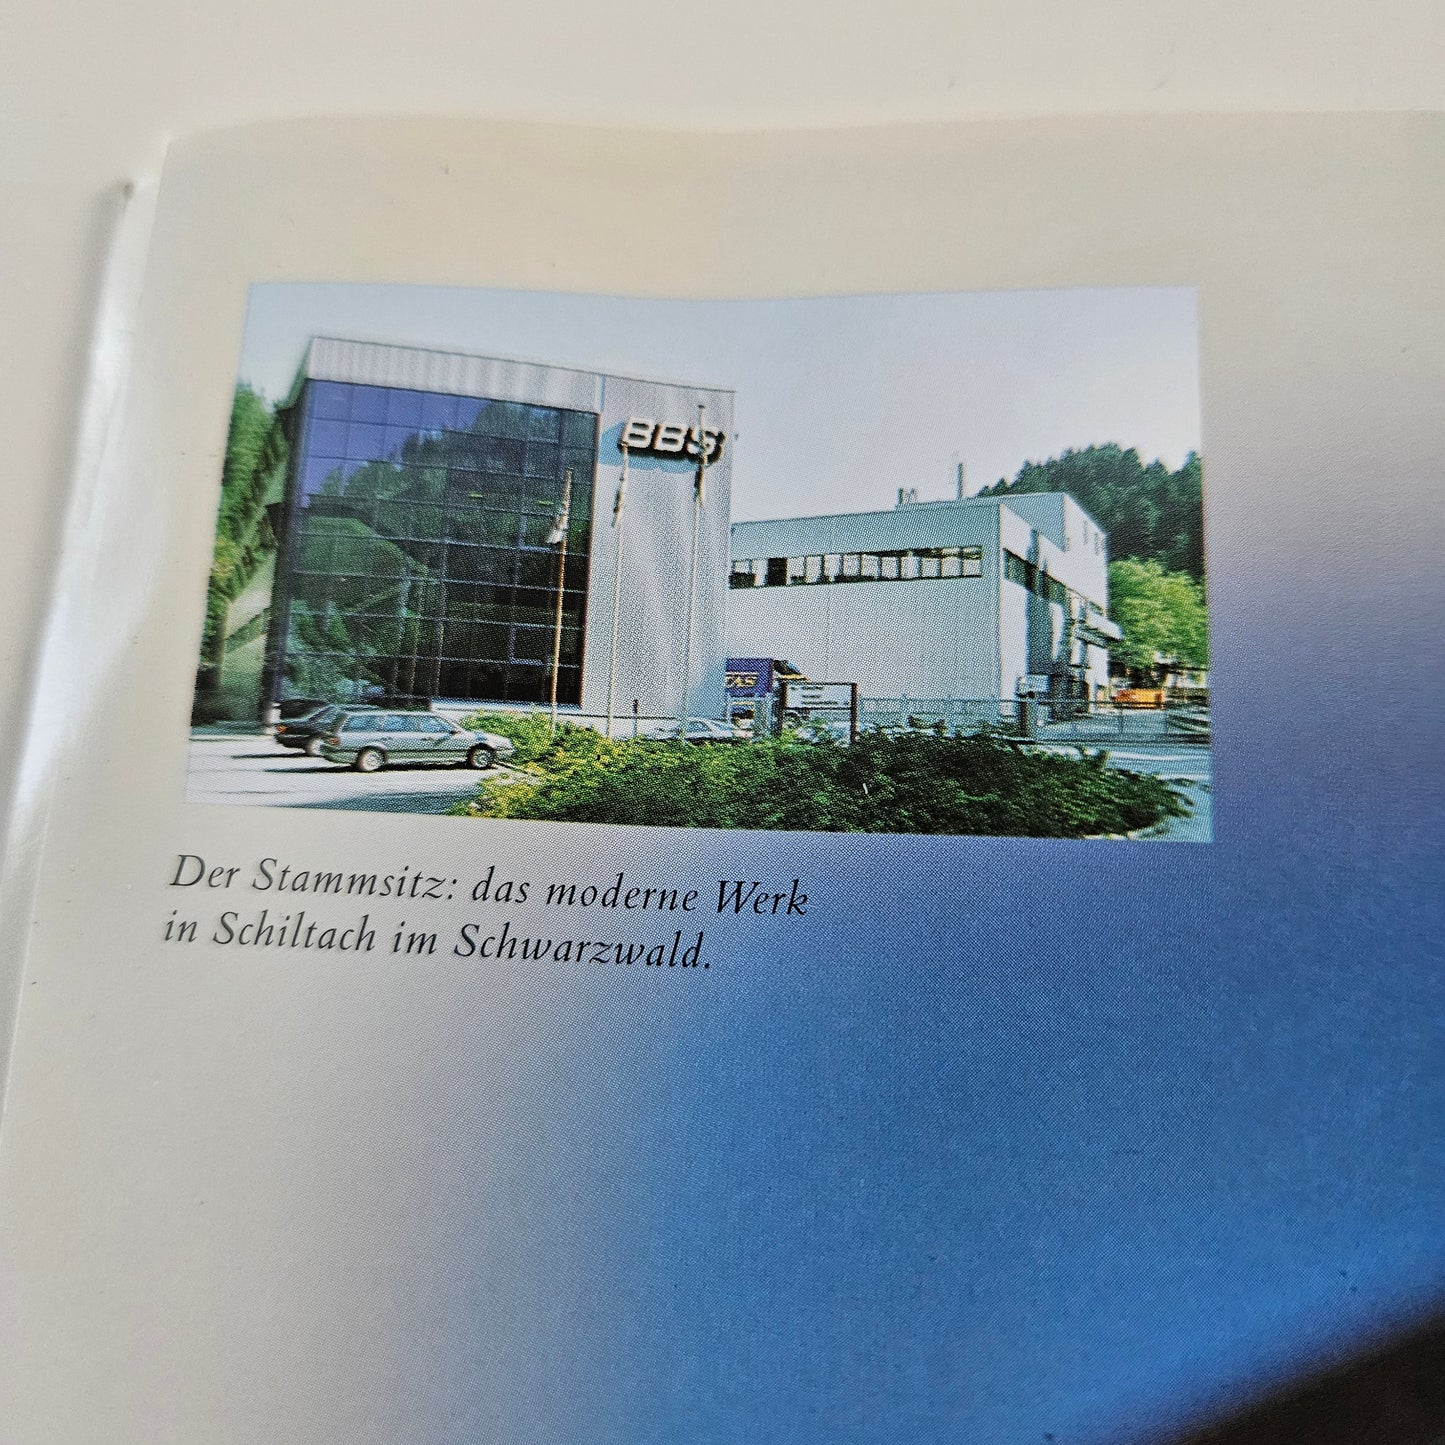 BBS
Der Stammsitz: das moderne Werk
in Schiltach im Schwarzwald.